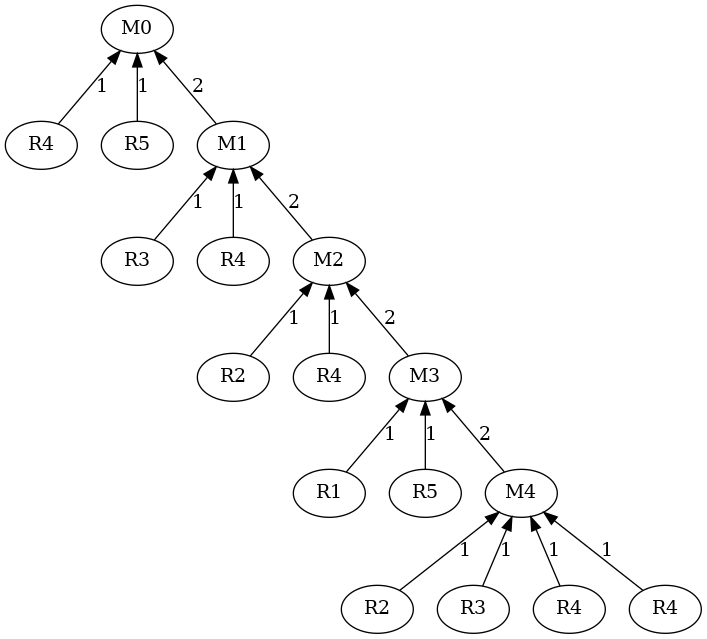 M0
1 1 2
R4 R5 M1
1 1 2
R3 R4 M2
1 1 2
R2 R4 M3
1 1 2
R1 R5 M4
1 1 1 1
R2 R3 R4 R4